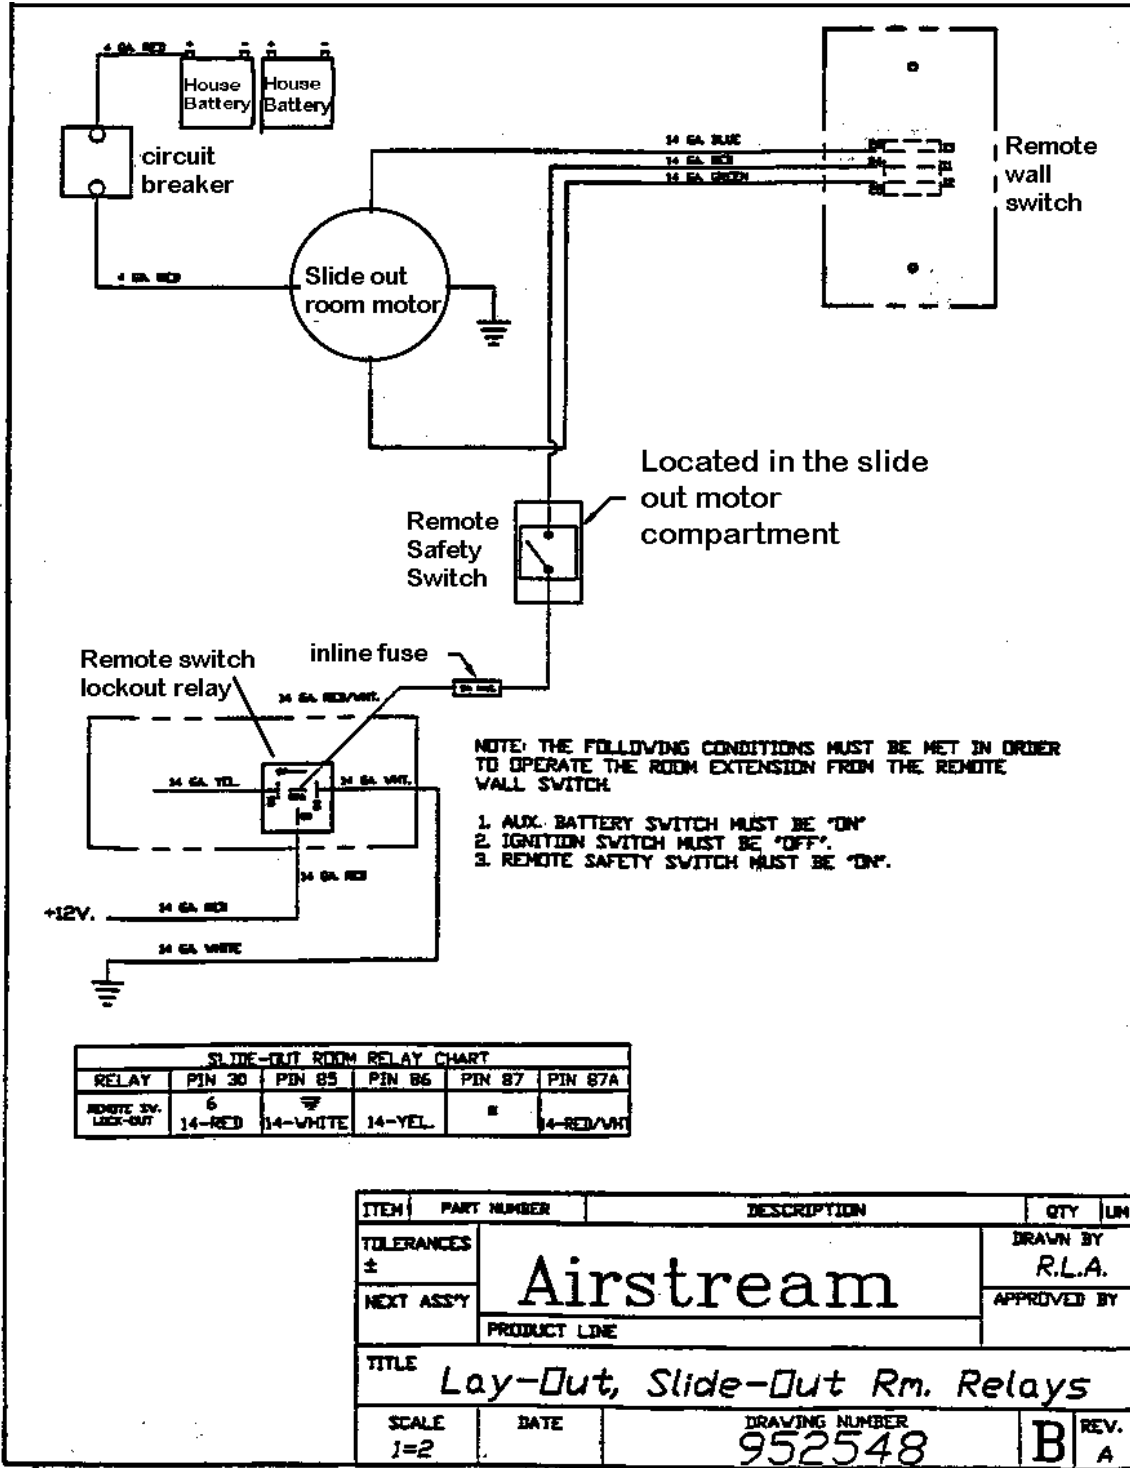 4 GA. RED
+ - + -
House
Battery
House
Battery
circuit
breaker
4 GA. RED
Slide out
room motor
14 GA. BLUE
14 GA. RED
14 GA. GREEN
Remote
wall
switch
Located in the slide
out motor
compartment
Remote
Safety
Switch
inline fuse
Remote switch
lockout relay
14 GA. RED/WHT.
14 GA. YEL.
14 GA. WHT.
14 GA. RED
+12V.
14 GA. RED
14 GA. WHITE
NOTE: THE FOLLOWING CONDITIONS MUST BE MET IN ORDER
TO OPERATE THE ROOM EXTENSION FROM THE REMOTE
WALL SWITCH.
1. AUX. BATTERY SWITCH MUST BE "ON"
2. IGNITION SWITCH MUST BE "OFF".
3. REMOTE SAFETY SWITCH MUST BE "ON".
SLIDE-OUT ROOM RELAY CHART
RELAY PIN 30 PIN 85 PIN 86 PIN 87 PIN 87A
REMOTE SW. LOCK-OUT 6 14-RED 14-WHITE 14-YEL. 14-RED/WHT
ITEM PART NUMBER DESCRIPTION QTY UM
TOLERANCES
±
NEXT ASS'Y
Airstream
PRODUCT LINE
DRAWN BY
R.L.A.
APPROVED BY
TITLE Lay-Out, Slide-Out Rm. Relays
SCALE
1=2
DATE
DRAWING NUMBER
952548
B
REV.
A